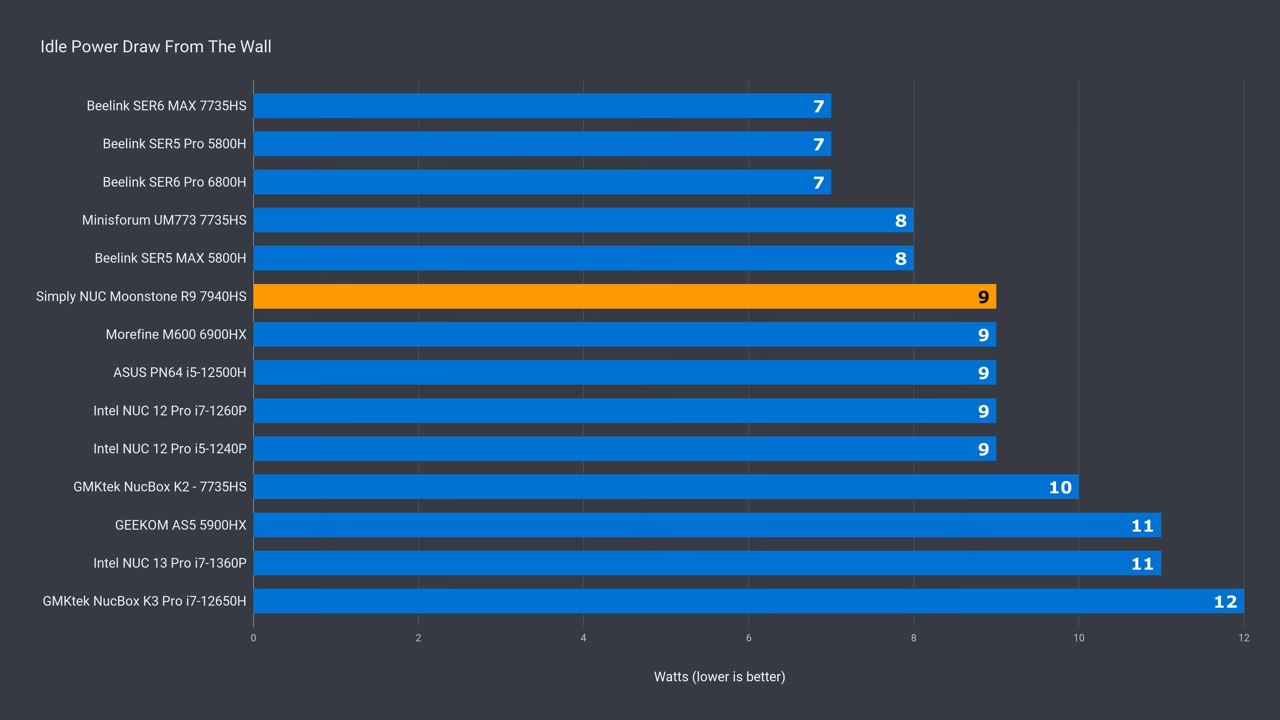 Idle Power Draw From The Wall
Beelink SER6 MAX 7735HS 7
Beelink SER5 Pro 5800H 7
Beelink SER6 Pro 6800H 7
Minisforum UM773 7735HS 8
Beelink SER5 MAX 5800H 8
Simply NUC Moonstone R9 7940HS 9
Morefine M600 6900HX 9
ASUS PN64 i5-12500H 9
Intel NUC 12 Pro i7-1260P 9
Intel NUC 12 Pro i5-1240P 9
GMKtek NucBox K2 - 7735HS 10
GEEKOM AS5 5900HX 11
Intel NUC 13 Pro i7-1360P 11
GMKtek NucBox K3 Pro i7-12650H 12
0 2 4 6 8 10 12
Watts (lower is better)